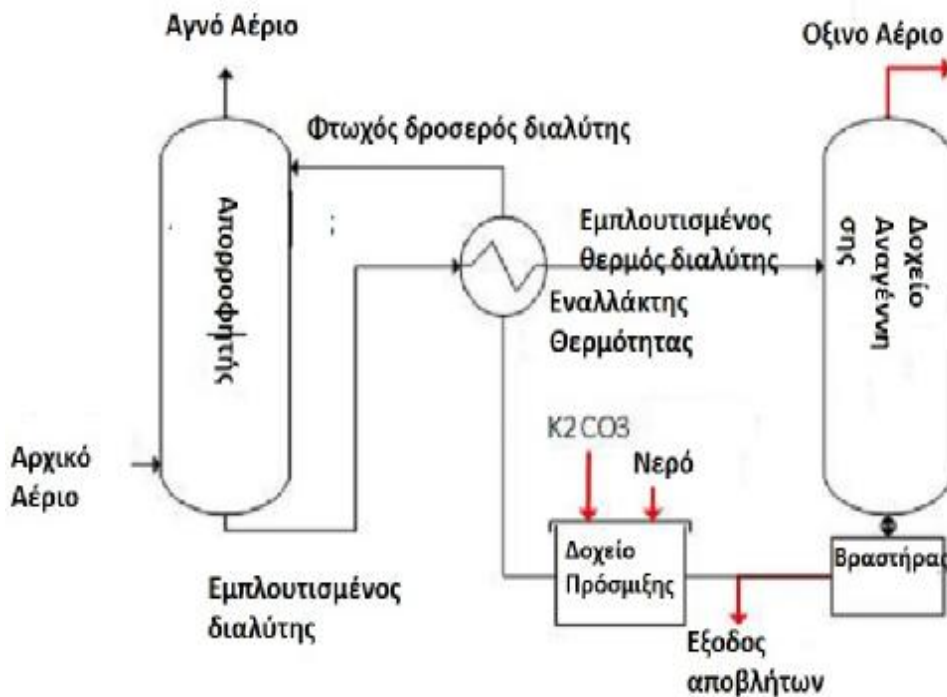 Αγνό Αέριο
Οξινο Αέριο
Φτωχός δροσερός διαλύτης
Απορροφητής
Εμπλουτισμένος
θερμός διαλύτης
Εναλλάκτης
Θερμότητας
Δοχείο
Αναγέννη
σης
K2CO3
Νερό
Αρχικό
Αέριο
Δοχείο
Πρόσμιξης
Βραστήρας
Εμπλουτισμένος
διαλύτης
Εξοδος
αποβλήτων